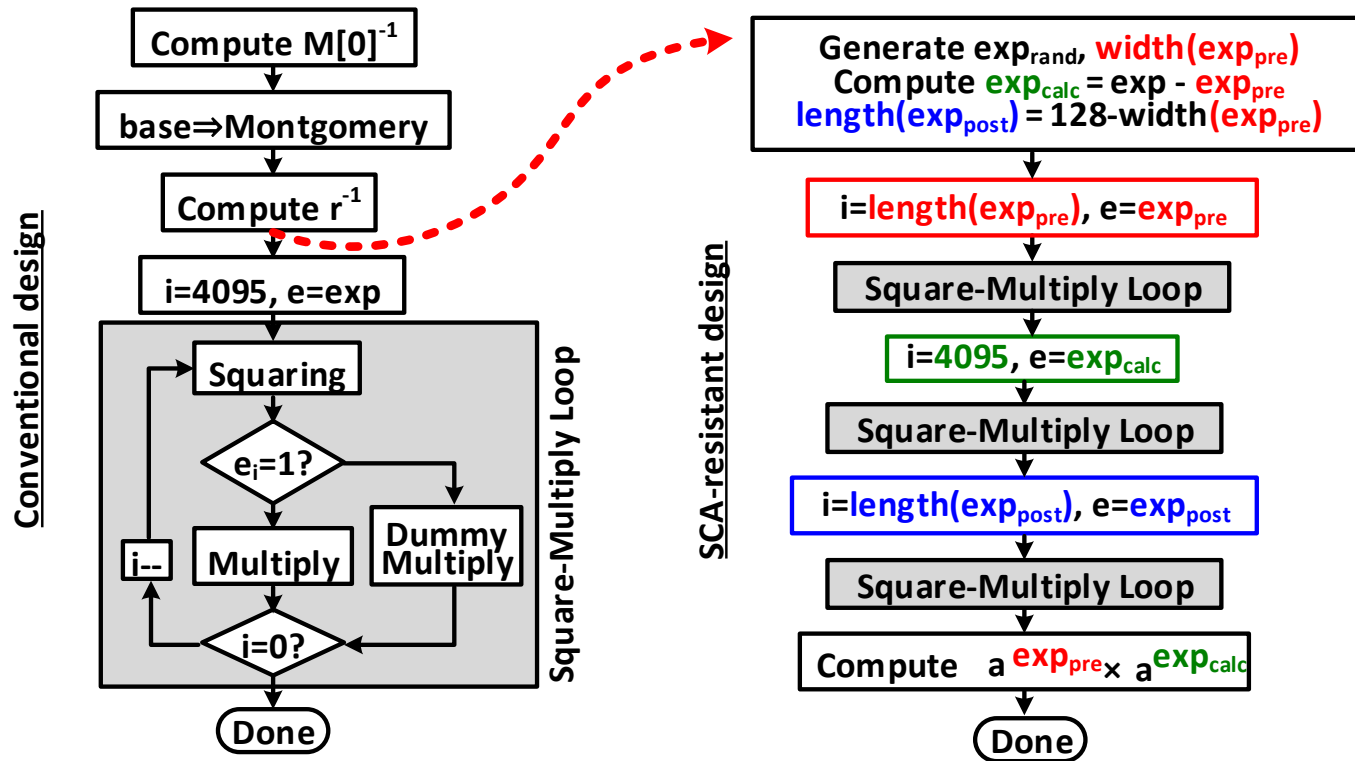 Conventional design
Compute M[0]⁻¹
base⇒Montgomery
Compute r⁻¹
i=4095, e=exp
Square-Multiply Loop
Squaring
eᵢ=1?
Multiply
Dummy
Multiply
i--
i=0?
Done
SCA-resistant design
Generate exp_rand, width(exp_pre)
Compute exp_calc = exp - exp_pre
length(exp_post) = 128-width(exp_pre)
i=length(exp_pre), e=exp_pre
Square-Multiply Loop
i=4095, e=exp_calc
Square-Multiply Loop
i=length(exp_post), e=exp_post
Square-Multiply Loop
Compute a^exp_pre × a^exp_calc
Done